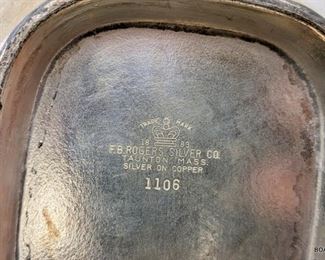 TRADE MARK
18 83
F.B. ROGERS SILVER CO.
TAUNTON, MASS.
SILVER ON COPPER
1106